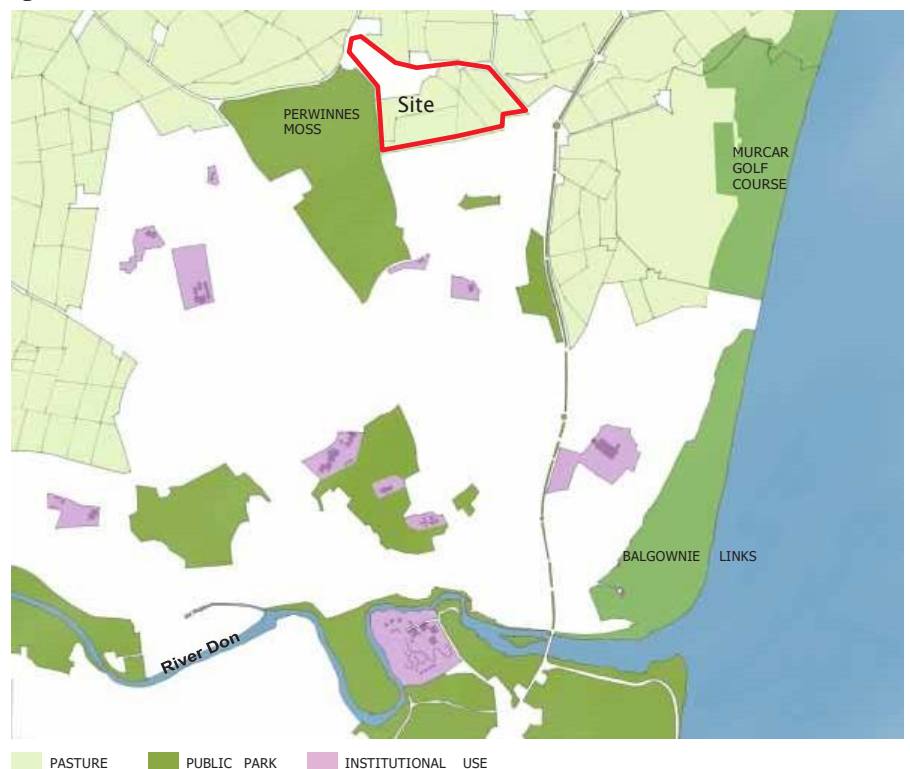 Site
PERWINNES
MOSS
MURCAR
GOLF
COURSE
BALGOWNIE LINKS
River Don
PASTURE PUBLIC PARK INSTITUTIONAL USE